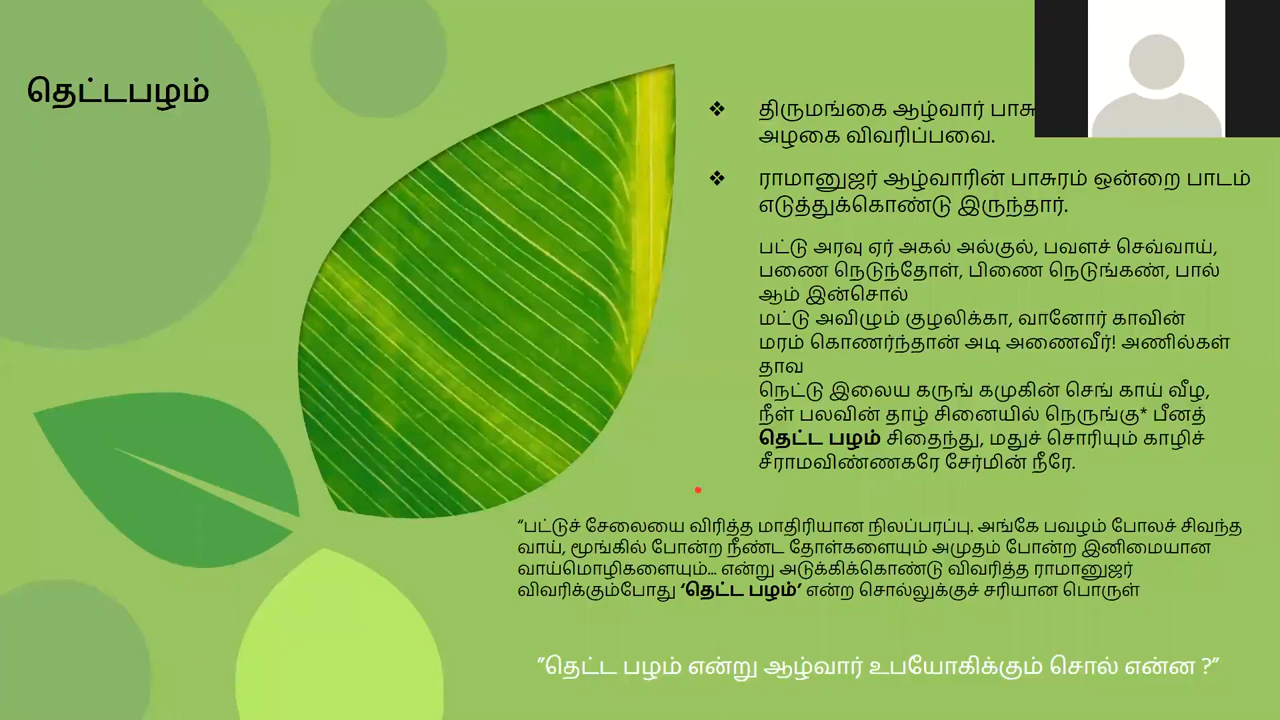 தெட்டபழம்
❖ திருமங்கை ஆழ்வார்
அழகை விவரிப்பவை.
❖ ராமானுஜர் ஆழ்வாரின் பாசுரம் ஒன்றை பாடம்
எடுத்துக்கொண்டு இருந்தார்.
பட்டு அரவு ஏர் அகல் அல்குல், பவளச் செவ்வாய்,
பணை நெடுந்தோள், பிணை நெடுங்கண், பால்
ஆம் இன்சொல்
மட்டு அவிழும் குழலிக்கா, வானோர் காவின்
மரம் கொணர்ந்தான் அடி அணைவீர்! அணில்கள்
தாவ
நெட்டு இலைய கருங் கமுகின் செங் காய் வீழ,
நீள் பலவின் தாழ் சினையில் நெருங்கு* பீனத்
தெட்ட பழம் சிதைந்து, மதுச் சொரியும் காழிச்
சீராமவிண்ணகரே சேர்மின் நீரே.
“பட்டுச் சேலையை விரித்த மாதிரியான நிலப்பரப்பு. அங்கே பவழம் போலச் சிவந்த
வாய், மூங்கில் போன்ற நீண்ட தோள்களையும் அமுதம் போன்ற இனிமையான
வாய்மொழிகளையும்... என்று அடுக்கிக்கொண்டு விவரித்த ராமானுஜர்
விவரிக்கும்போது ‘தெட்ட பழம்’ என்ற சொல்லுக்குச் சரியான பொருள்
”தெட்ட பழம் என்று ஆழ்வார் உபயோகிக்கும் சொல் என்ன ?”